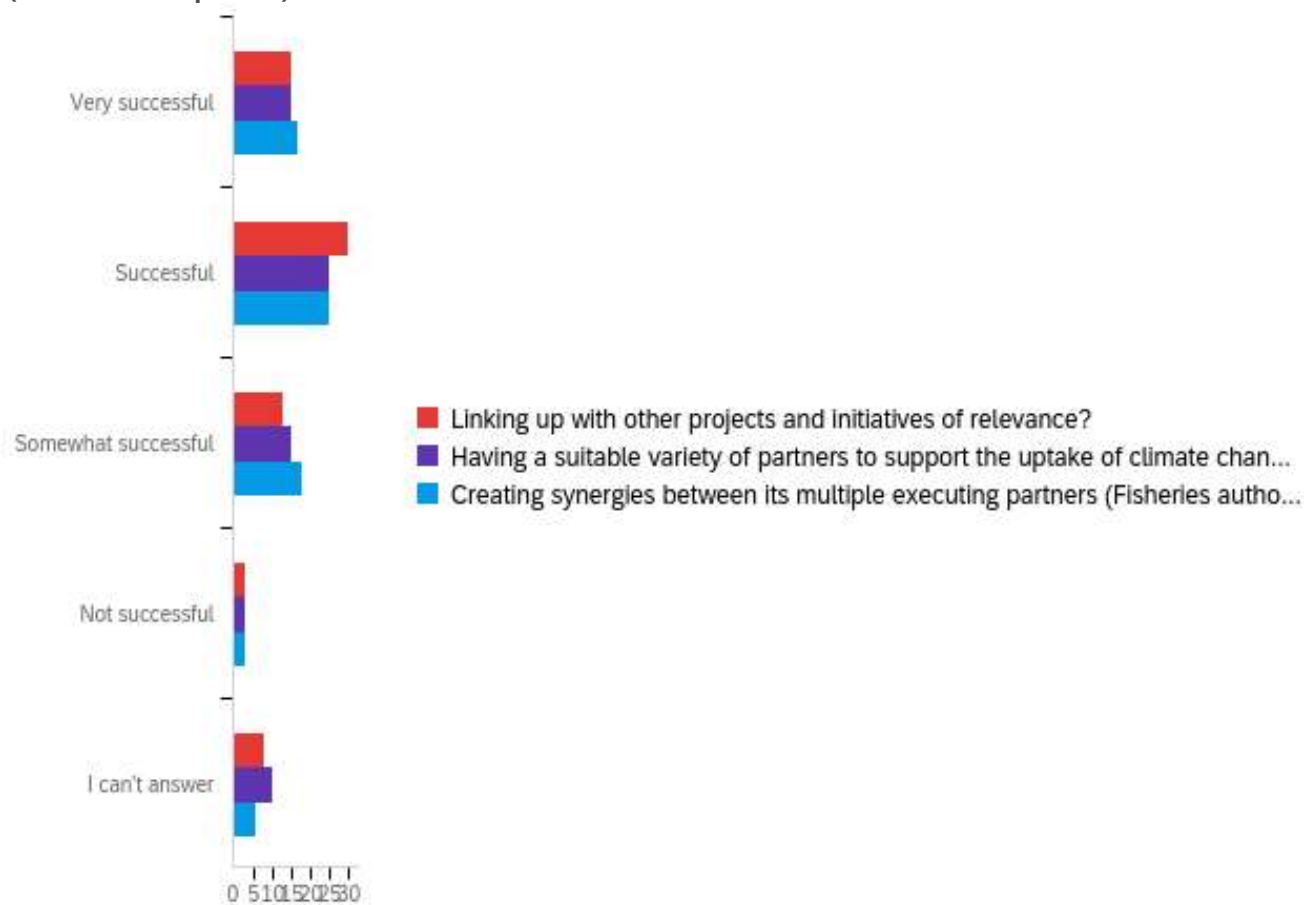 Very successful
Successful
Somewhat successful
Linking up with other projects and initiatives of relevance?
Having a suitable variety of partners to support the uptake of climate chan...
Creating synergies between its multiple executing partners (Fisheries autho...
Not successful
I can't answer
0 5 10 15 20 25 30